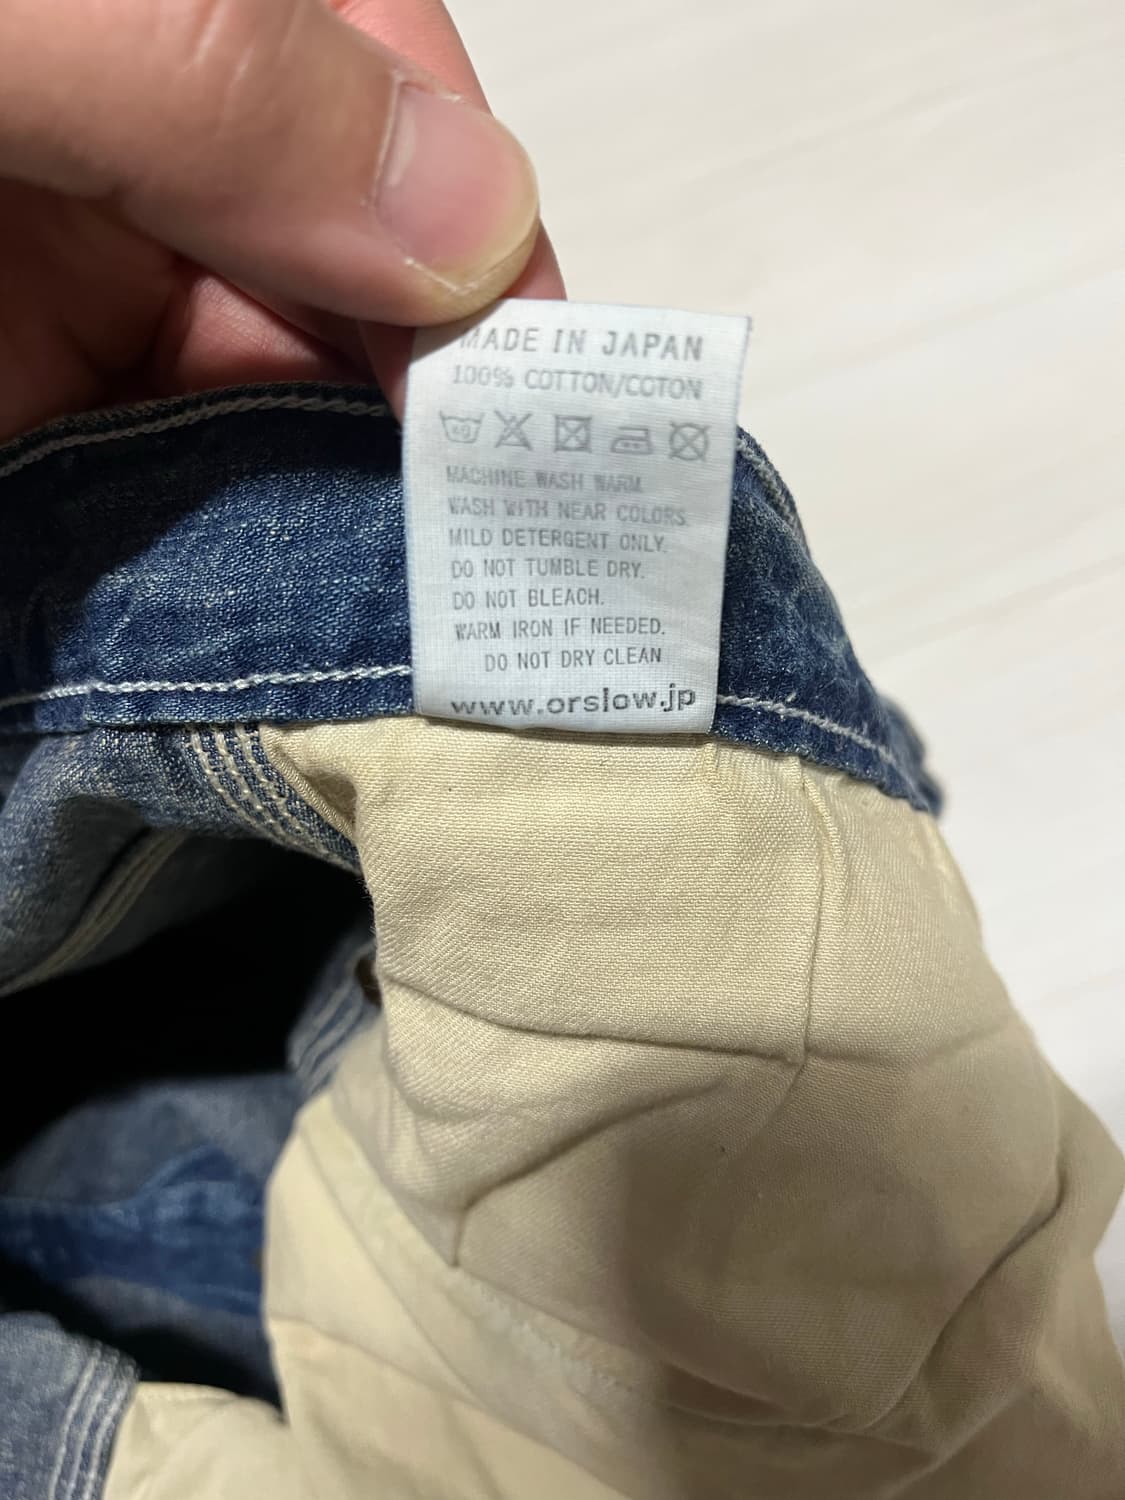 MADE IN JAPAN
100% COTTON/COTON
40
MACHINE WASH WARM
WASH WITH NEAR COLORS.
MILD DETERGENT ONLY.
DO NOT TUMBLE DRY.
DO NOT BLEACH.
WARM IRON IF NEEDED.
DO NOT DRY CLEAN
www.orslow.jp